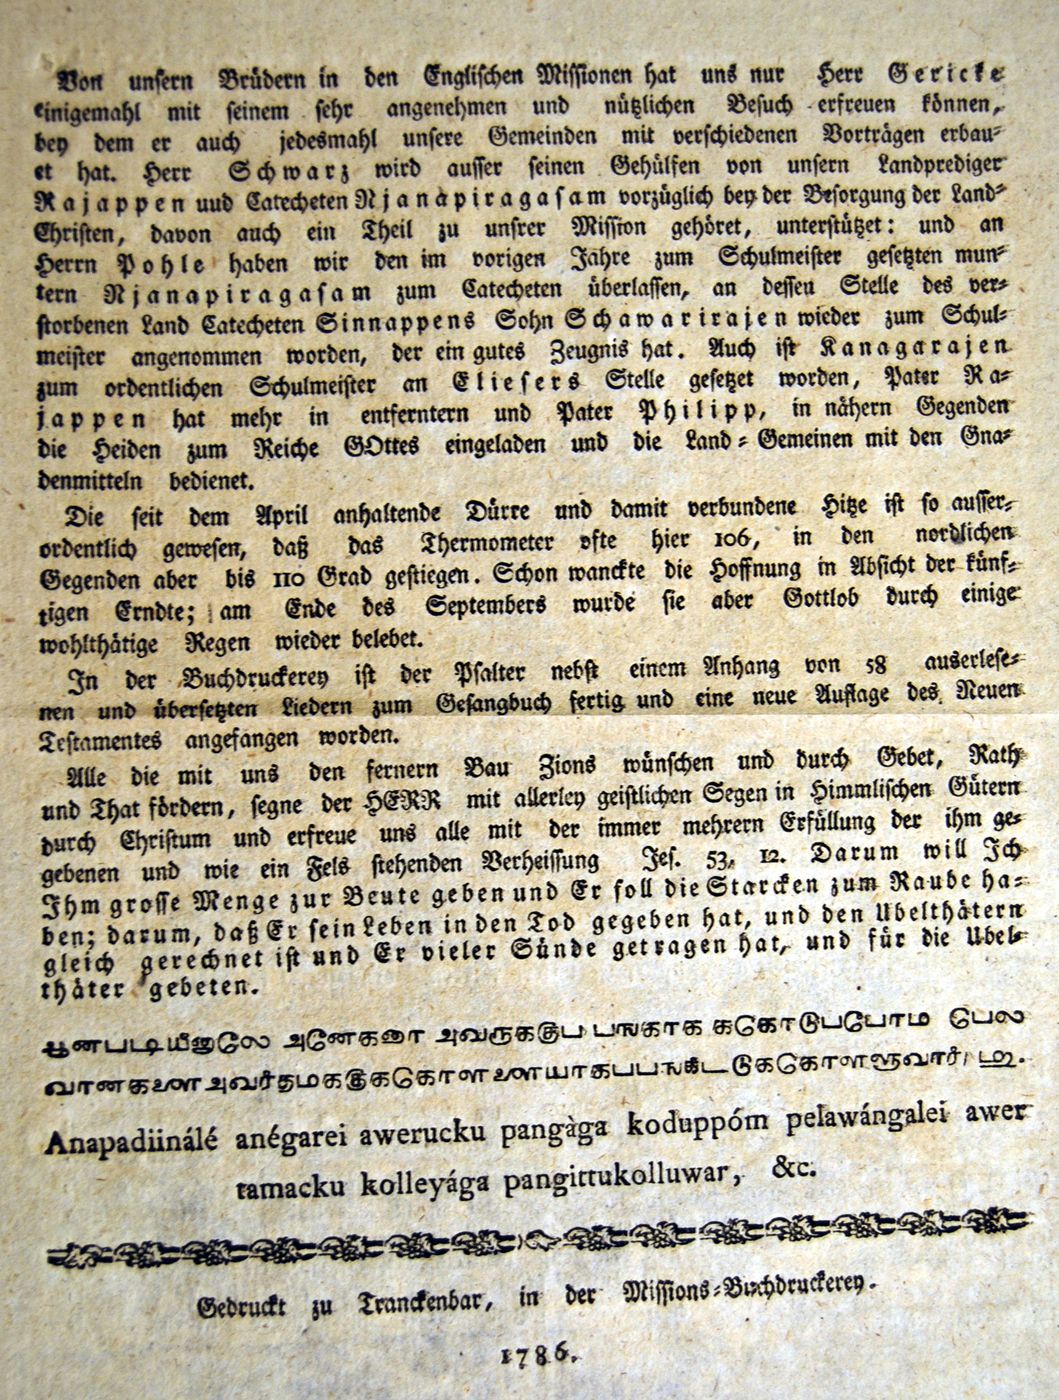 Von unsern Brüdern in den Englischen Missionen hat uns nur Herr Gericke
einigemahl mit seinem sehr angenehmen und nützlichen Besuch erfreuen können,
bey dem er auch jedesmahl unsere Gemeinden mit verschiedenen Vorträgen erbau-
et hat. Herr Schwarz wird ausser seinen Gehülfen von unsern Landprediger
Rajappen uud Catecheten Njanàpiragasam vorzüglich bey der Besorgung der Land-
Christen, davon auch ein Theil zu unsrer Mission gehöret, unterstützet: und an
Herrn Pohle haben wir den im vorigen Jahre zum Schulmeister gesetzten mun-
tern Njanapiragasam zum Catecheten überlassen, an dessen Stelle des ver-
storbenen Land Catecheten Sinnappens Sohn Schawarirajen wieder zum Schul-
meister angenommen worden, der ein gutes Zeugnis hat. Auch ist Kanagarajen
zum ordentlichen Schulmeister an Eliesers Stelle gesetzet worden, Pater Ra-
jappen hat mehr in entferntern und Pater Philipp, in nähern Gegenden
die Heiden zum Reiche GOttes eingeladen und die Land-Gemeinen mit den Gna-
denmitteln bedienet.
Die seit dem April anhaltende Dürre und damit verbundene Hitze ist so ausser-
ordentlich gewesen, daß das Thermometer ofte hier 106, in den nordlichen
Gegenden aber bis 110 Grad gestiegen. Schon wanckte die Hoffnung in Absicht der künf-
tigen Erndte; am Ende des Septembers wurde sie aber Gottlob durch einige
wohlthätige Regen wieder belebet.
In der Buchdruckerey ist der Psalter nebst einem Anhang von 58 auserlese-
nen und übersetzten Liedern zum Gesangbuch fertig und eine neue Auflage des Neuen
Testamentes angefangen worden.
Alle die mit uns den fernern Bau Zions wünschen und durch Gebet, Rath
und That fördern, segne der HERR mit allerley geistlichen Segen in Himmlischen Gütern
durch Christum und erfreue uns alle mit der immer mehrern Erfüllung der ihm ge-
gebenen und wie ein Fels stehenden Verheissung Jes. 53, 12. Darum will Ich
Ihm grosse Menge zur Beute geben und Er soll die Starcken zum Raube ha-
ben; darum, daß Er sein Leben in den Tod gegeben hat, und den Ubelthätern
gleich gerechnet ist und Er vieler Sünde getragen hat, und für die Ubel-
thäter gebeten.
Anapadiinálé anégarei awerucku pangàga koduppóm pelawángalei awer
tamacku kolleyága pangittukolluwar, &c.
Gedruckt zu Tranckenbar, in der Missions-Buchdruckerey.
1786.